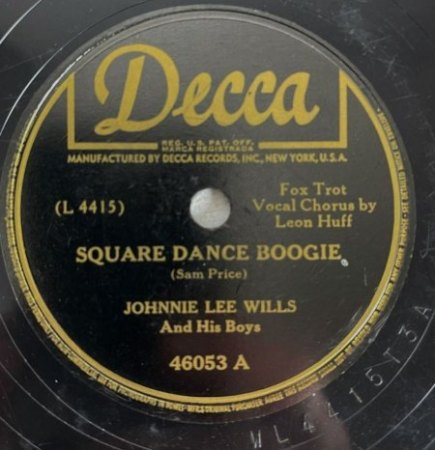 Decca
REG. U.S. PAT. OFF.
MARCA REGISTRADA
MANUFACTURED BY DECCA RECORDS, INC., NEW YORK, U.S.A.
(L 4415)
Fox Trot
Vocal Chorus by
Leon Huff
SQUARE DANCE BOOGIE
(Sam Price)
JOHNNIE LEE WILLS
And His Boys
46053 A
WL4415T3A